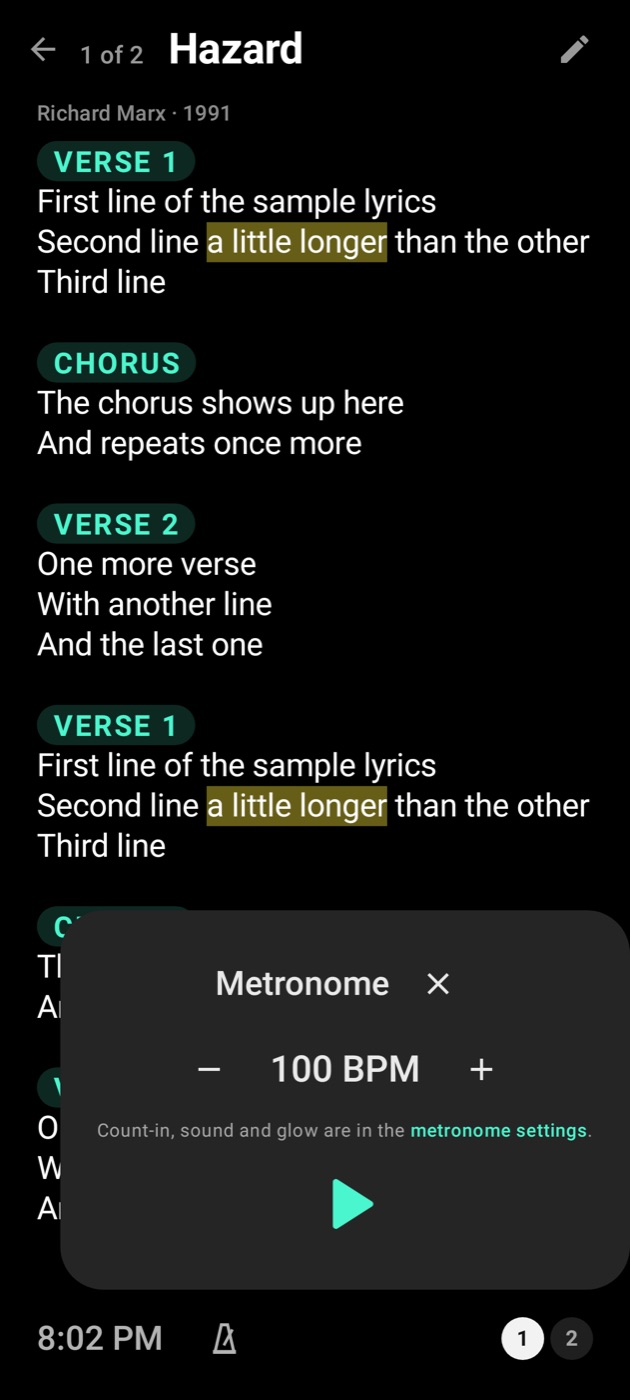 1 of 2 Hazard
Richard Marx · 1991
VERSE 1
First line of the sample lyrics
Second line a little longer than the other
Third line
CHORUS
The chorus shows up here
And repeats once more
VERSE 2
One more verse
With another line
And the last one
VERSE 1
First line of the sample lyrics
Second line a little longer than the other
Third line
Metronome
100 BPM
Count-in, sound and glow are in the metronome settings.
8:02 PM
1 2